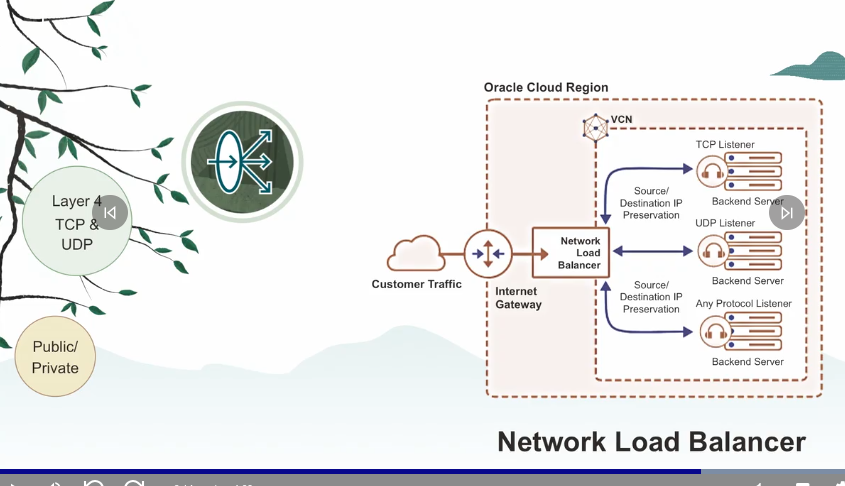 Oracle Cloud Region
VCN
TCP Listener
Layer 4
TCP &
UDP
Source/
Destination IP
Preservation
Backend Server
UDP Listener
Network
Load
Balancer
Customer Traffic
Internet
Gateway
Backend Server
Source/
Destination IP
Preservation
Any Protocol Listener
Public/
Private
Backend Server
Network Load Balancer